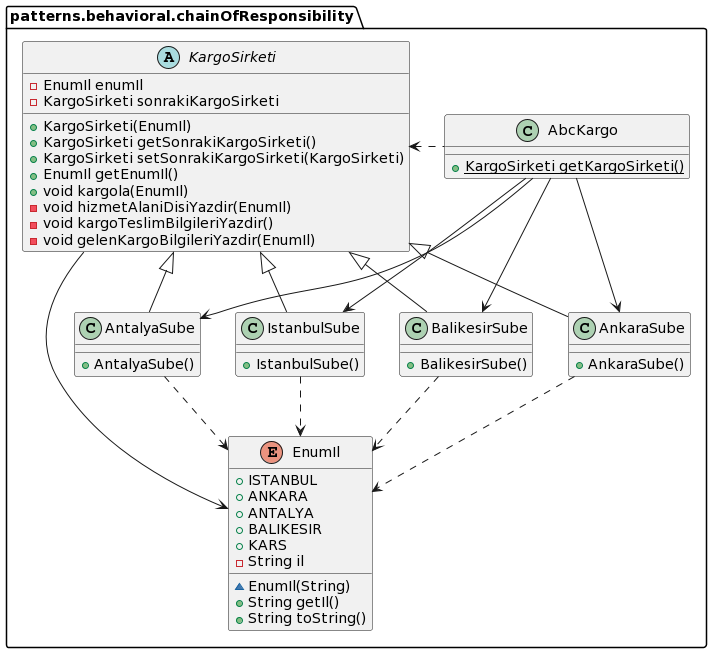 patterns.behavioral.chainOfResponsibility
A KargoSirketi
EnumIl enumIl
KargoSirketi sonrakiKargoSirketi
KargoSirketi(EnumIl)
KargoSirketi getSonrakiKargoSirketi()
KargoSirketi setSonrakiKargoSirketi(KargoSirketi)
EnumIl getEnumIl()
void kargola(EnumIl)
void hizmetAlaniDisiYazdir(EnumIl)
void kargoTeslimBilgileriYazdir()
void gelenKargoBilgileriYazdir(EnumIl)
C AbcKargo
KargoSirketi getKargoSirketi()
C AntalyaSube
AntalyaSube()
C IstanbulSube
IstanbulSube()
C BalikesirSube
BalikesirSube()
C AnkaraSube
AnkaraSube()
E EnumIl
ISTANBUL
ANKARA
ANTALYA
BALIKESIR
KARS
String il
EnumIl(String)
String getIl()
String toString()